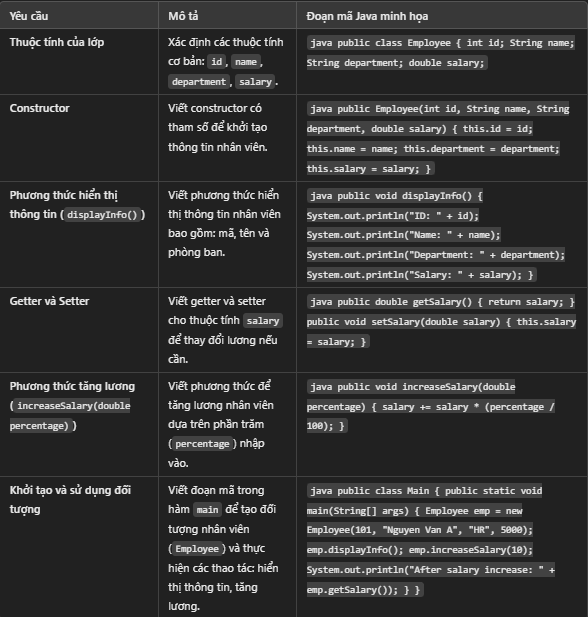 Yêu cầu
Mô tả
Đoạn mã Java minh họa
Thuộc tính của lớp
Xác định các thuộc tính
cơ bản: id, name,
department, salary.
java public class Employee { int id; String name;
String department; double salary;
Constructor
Viết constructor có
tham số để khởi tạo
thông tin nhân viên.
java public Employee(int id, String name, String
department, double salary) { this.id = id;
this.name = name; this.department = department;
this.salary = salary; }
Phương thức hiển thị
thông tin (displayInfo())
Viết phương thức hiển
thị thông tin nhân viên
bao gồm: mã, tên và
phòng ban.
java public void displayInfo() {
System.out.println("ID: " + id);
System.out.println("Name: " + name);
System.out.println("Department: " + department);
System.out.println("Salary: " + salary); }
Getter và Setter
Viết getter và setter
cho thuộc tính salary
để thay đổi lương nếu
cần.
java public double getSalary() { return salary; }
public void setSalary(double salary) { this.salary
= salary; }
Phương thức tăng lương
(increaseSalary(double
percentage))
Viết phương thức để
tăng lương nhân viên
dựa trên phần trăm
(percentage) nhập
vào.
java public void increaseSalary(double
percentage) { salary += salary * (percentage /
100); }
Khởi tạo và sử dụng đối
tượng
Viết đoạn mã trong
hàm main để tạo đối
tượng nhân viên
(Employee) và thực
hiện các thao tác: hiển
thị thông tin, tăng
lương.
java public class Main { public static void
main(String[] args) { Employee emp = new
Employee(101, "Nguyen Van A", "HR", 5000);
emp.displayInfo(); emp.increaseSalary(10);
System.out.println("After salary increase: " +
emp.getSalary()); } }